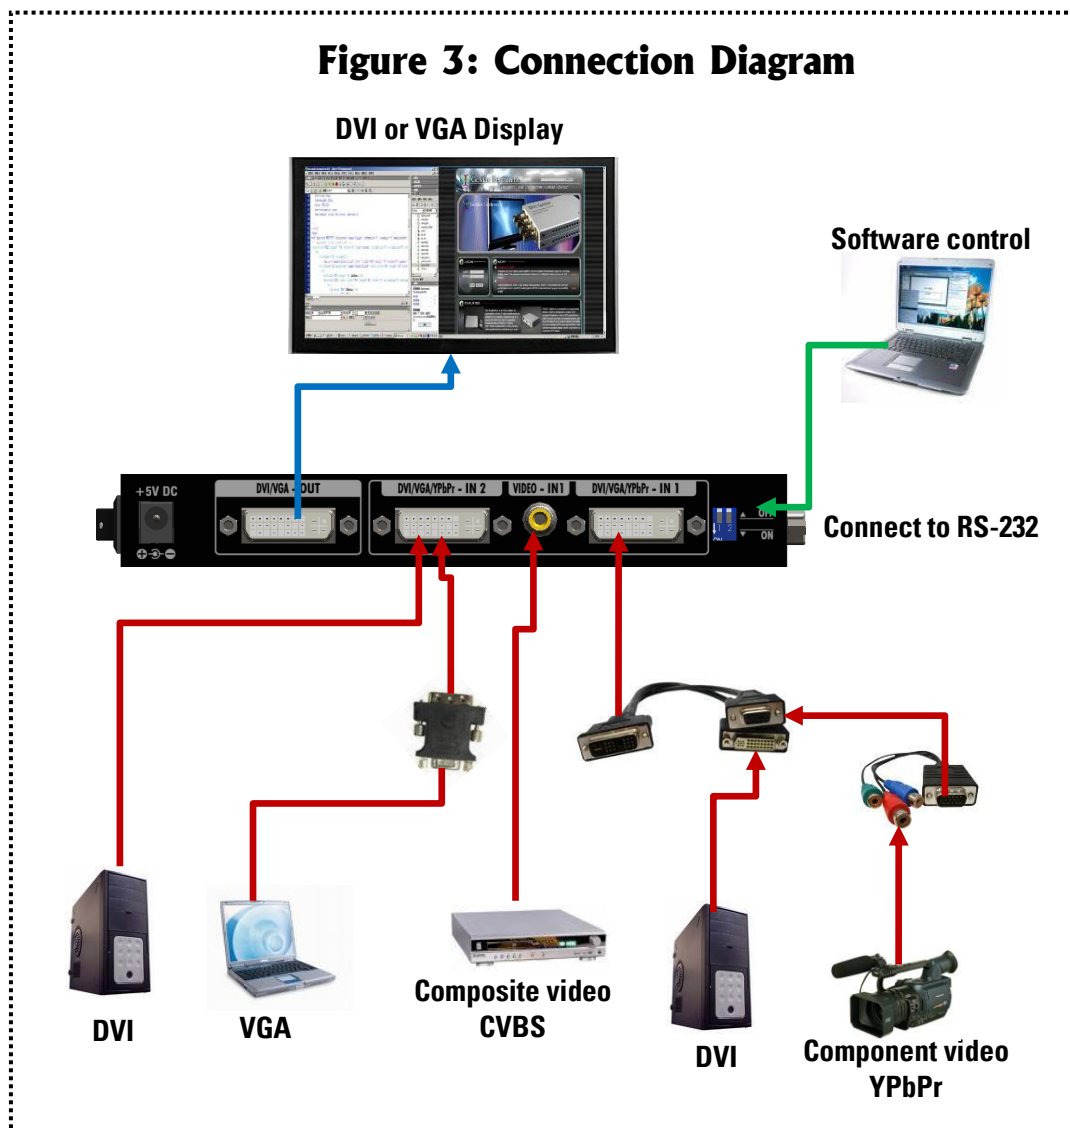 Figure 3: Connection Diagram
DVI or VGA Display
Software control
+5V DC
DVI/VGA - OUT
DVI/VGA/YPbPr - IN 2
VIDEO - IN1
DVI/VGA/YPbPr - IN 1
OFF
ON
ON
Connect to RS-232
DVI
VGA
Composite video
CVBS
DVI
Component video
YPbPr